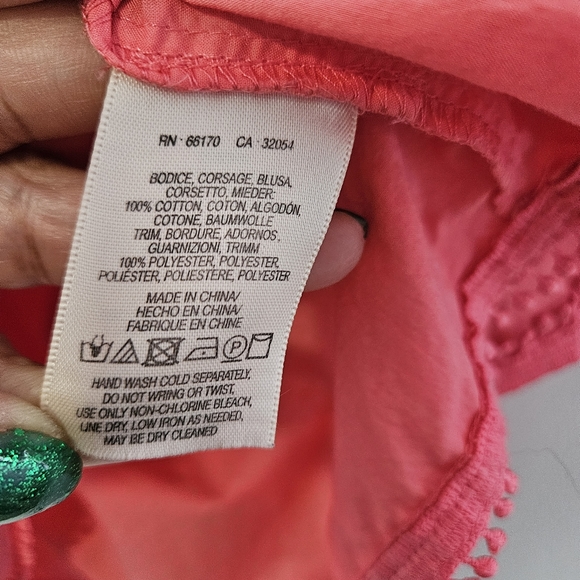 RN · 66170 CA · 32054
BODICE, CORSAGE, BLUSA,
CORSETTO, MIEDER:
100% COTTON, COTON, ALGODÓN,
COTONE, BAUMWOLLE
TRIM, BORDURE, ADORNOS,
GUARNIZIONI, TRIMM
100% POLYESTER, POLYESTER,
POLIÉSTER, POLIESTERE, POLYESTER
MADE IN CHINA/
HECHO EN CHINA/
FABRIQUE EN CHINE
P
HAND WASH COLD SEPARATELY,
DO NOT WRING OR TWIST,
USE ONLY NON-CHLORINE BLEACH,
LINE DRY, LOW IRON AS NEEDED,
MAY BE DRY CLEANED